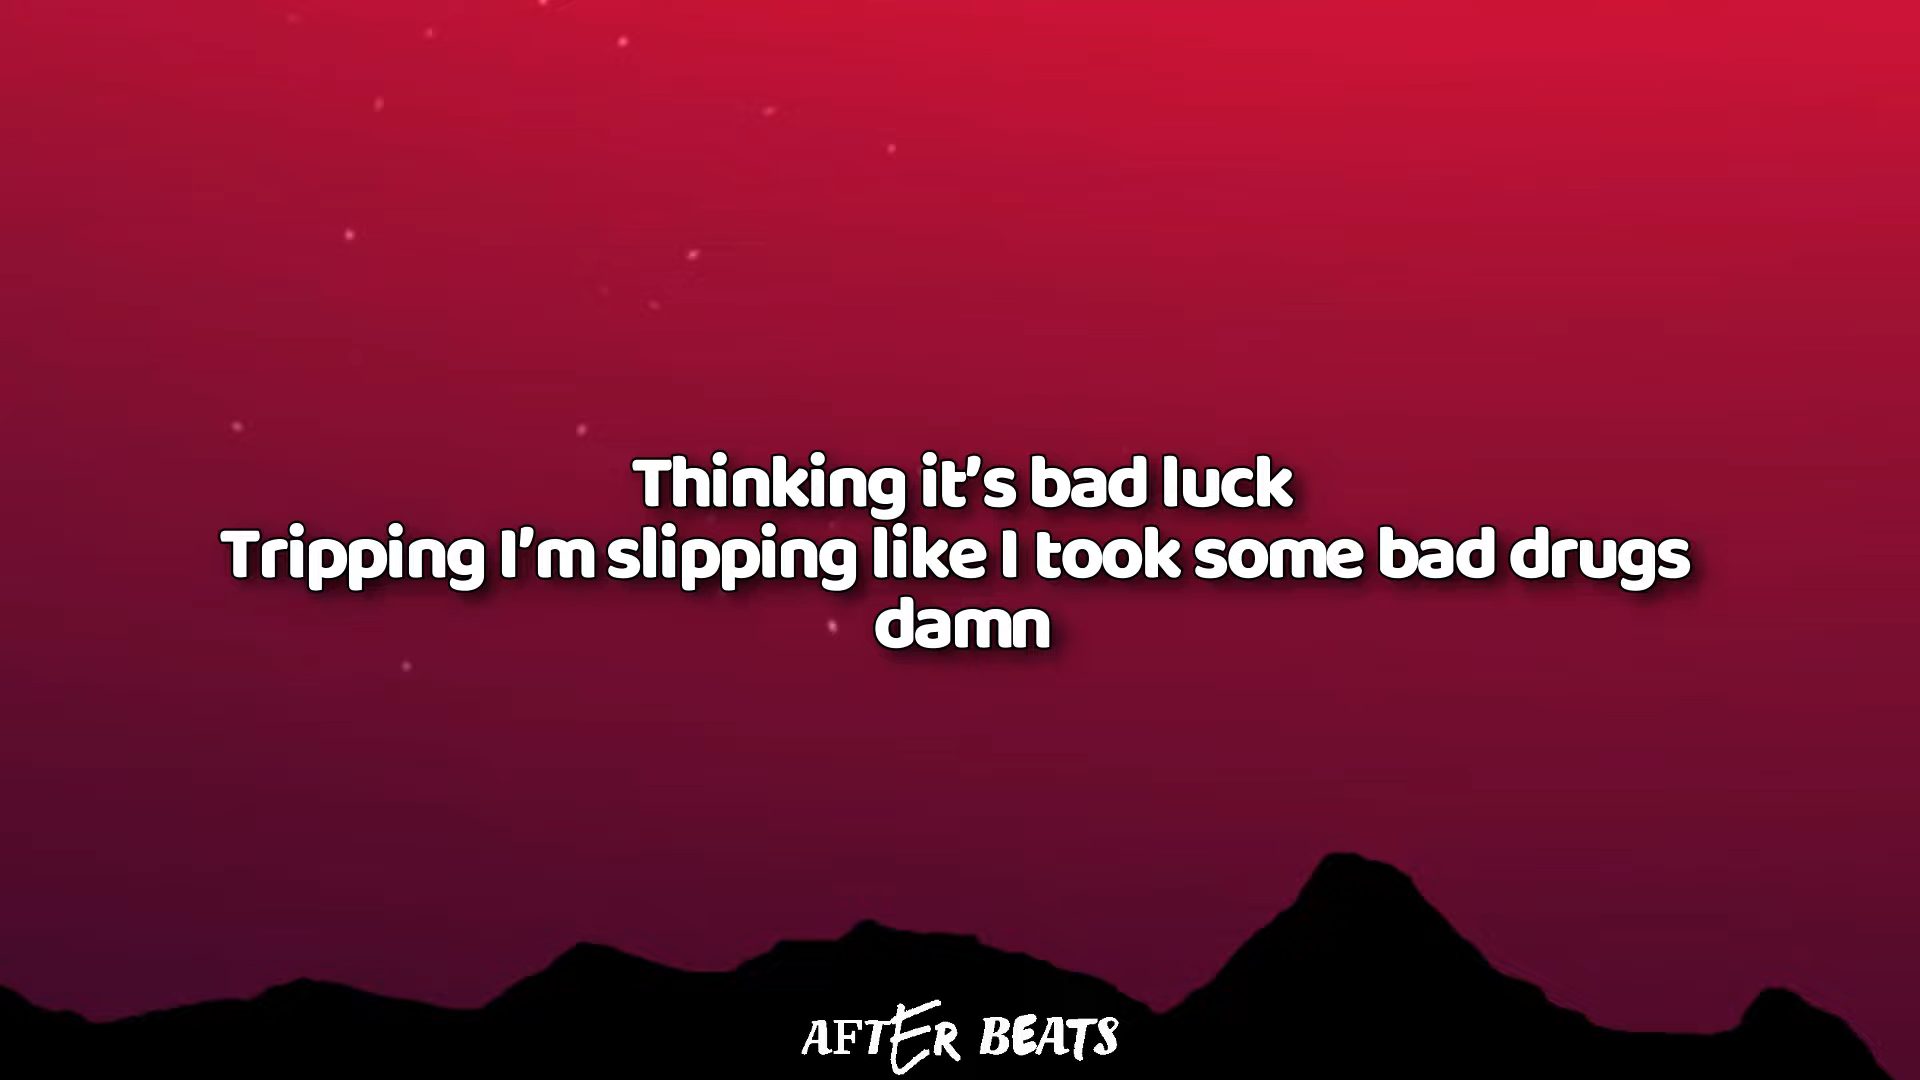 Thinking it's bad luck
Tripping I'm slipping like I took some bad drugs
damn
AFTER BEATS